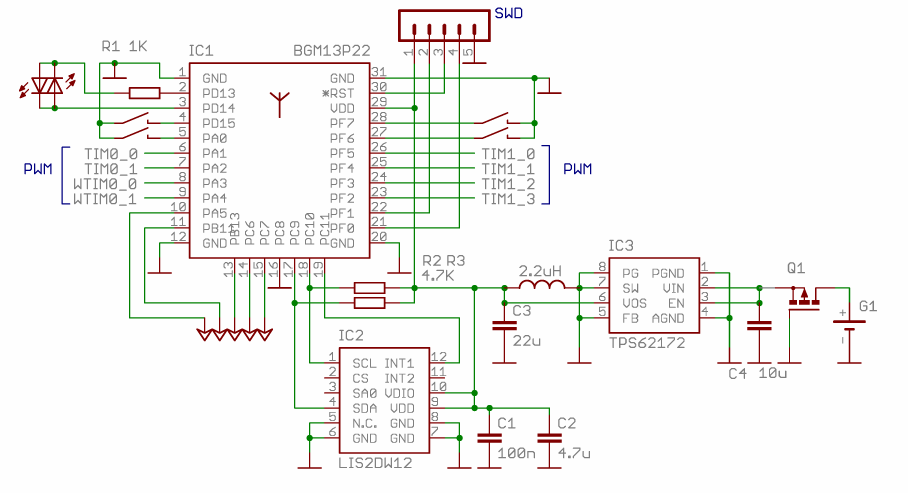 SWD
1 2 3 4 5
R1 1K
IC1
BGM13P22
1 GND
2 PD13
3 PD14
4 PD15
5 PA0
6 PA1
7 PA2
8 PA3
9 PA4
10 PA5
11 PB11
12 GND
GND 31
*RST 30
VDD 29
PF7 28
PF6 27
PF5 26
PF4 25
PF3 24
PF2 23
PF1 22
PF0 21
GND 20
PWM
TIM0_0
TIM0_1
WTIM0_0
WTIM0_1
TIM1_0
TIM1_1
TIM1_2
TIM1_3
PWM
PB13 PC6 PC7 PC8 PC9 PC10 PC11
13 14 15 16 17 18 19
R2 R3
4.7K
2.2uH
C3
22u
IC3
8 PG PGND 1
7 SW VIN 2
6 VOS EN 3
5 FB AGND 4
TPS62172
Q1
G1
+
-
C4 10u
IC2
1 SCL INT1 12
2 CS INT2 11
3 SA0 VDIO 10
4 SDA VDD 9
5 N.C. GND 8
6 GND GND 7
LIS2DW12
C1
100n
C2
4.7u